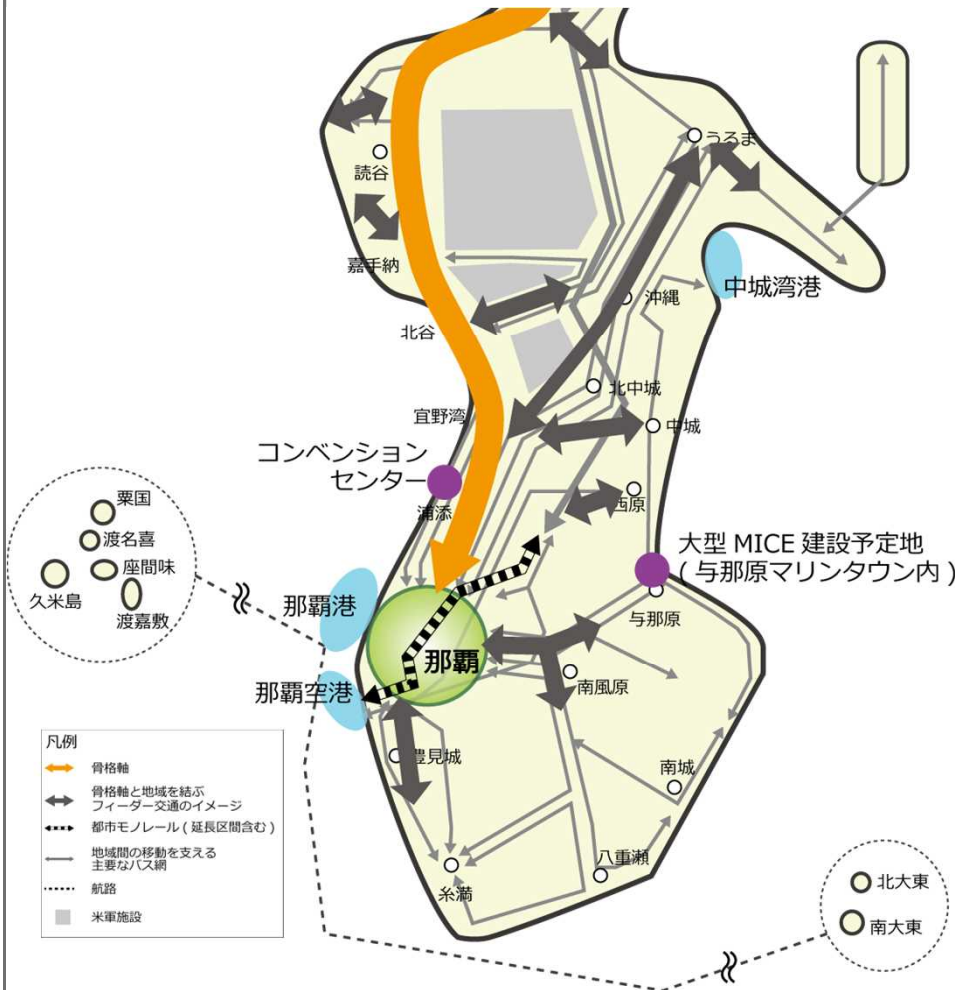 うるま
読谷
嘉手納
中城湾港
沖縄
北谷
北中城
宜野湾
中城
コンベンション
センター
浦添
西原
粟国
渡名喜
座間味
久米島
渡嘉敷
大型 MICE 建設予定地
( 与那原マリンタウン内 )
那覇港
与那原
那覇
南風原
那覇空港
豊見城
南城
八重瀬
糸満
北大東
南大東
凡例
骨格軸
骨格軸と地域を結ぶ
フィーダー交通のイメージ
都市モノレール ( 延長区間含む )
地域間の移動を支える
主要なバス網
航路
米軍施設